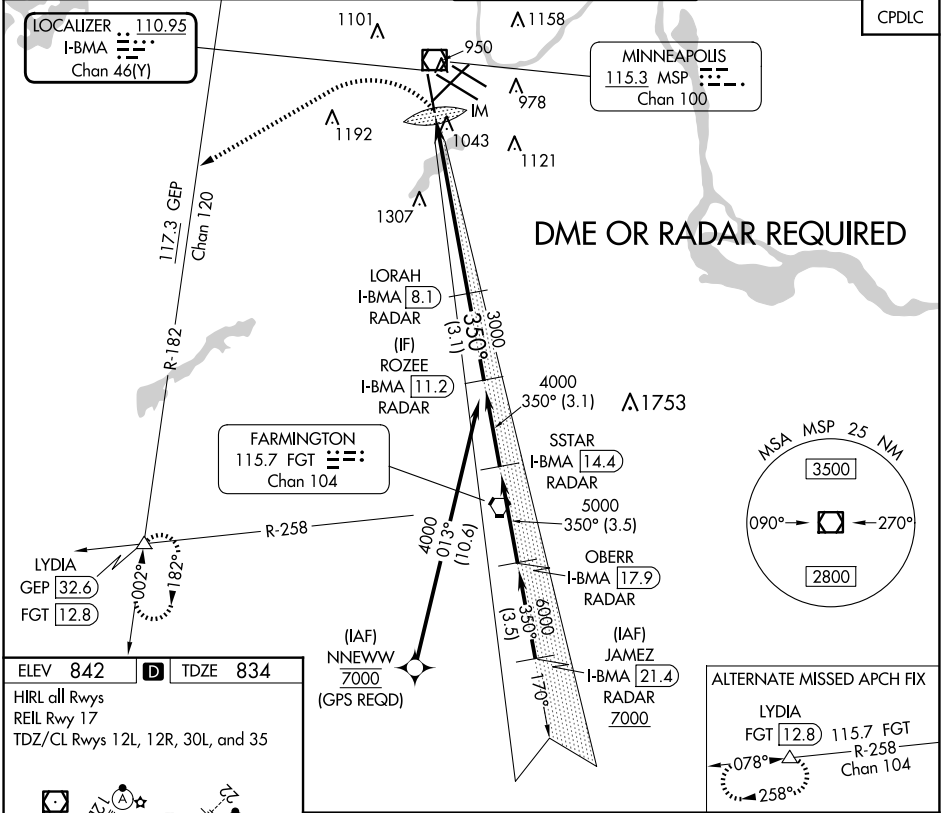 LOCALIZER 110.95
I-BMA
Chan 46(Y)
1101
1158
CPDLC
950
MINNEAPOLIS
115.3 MSP
Chan 100
978
IM
1192
1043
1121
1307
117.3 GEP
Chan 120
DME OR RADAR REQUIRED
LORAH
I-BMA 8.1
RADAR
350°
(3.1)
3000
(IF)
ROZEE
I-BMA 11.2
RADAR
R-182
4000
350° (3.1)
1753
FARMINGTON
115.7 FGT
Chan 104
SSTAR
I-BMA 14.4
RADAR
MSA MSP 25 NM
3500
090°
270°
2800
5000
350° (3.5)
R-258
4000
013°
(10.6)
OBERR
I-BMA 17.9
RADAR
LYDIA
GEP 32.6
FGT 12.8
002°
182°
6000
350°
(3.5)
(IAF)
NNEWW
7000
(GPS REQD)
(IAF)
JAMEZ
I-BMA 21.4
RADAR
7000
170°
ELEV 842 D TDZE 834
HIRL all Rwys
REIL Rwy 17
TDZ/CL Rwys 12L, 12R, 30L, and 35
12L
A
22
ALTERNATE MISSED APCH FIX
LYDIA
FGT 12.8 115.7 FGT
R-258
Chan 104
078°
258°